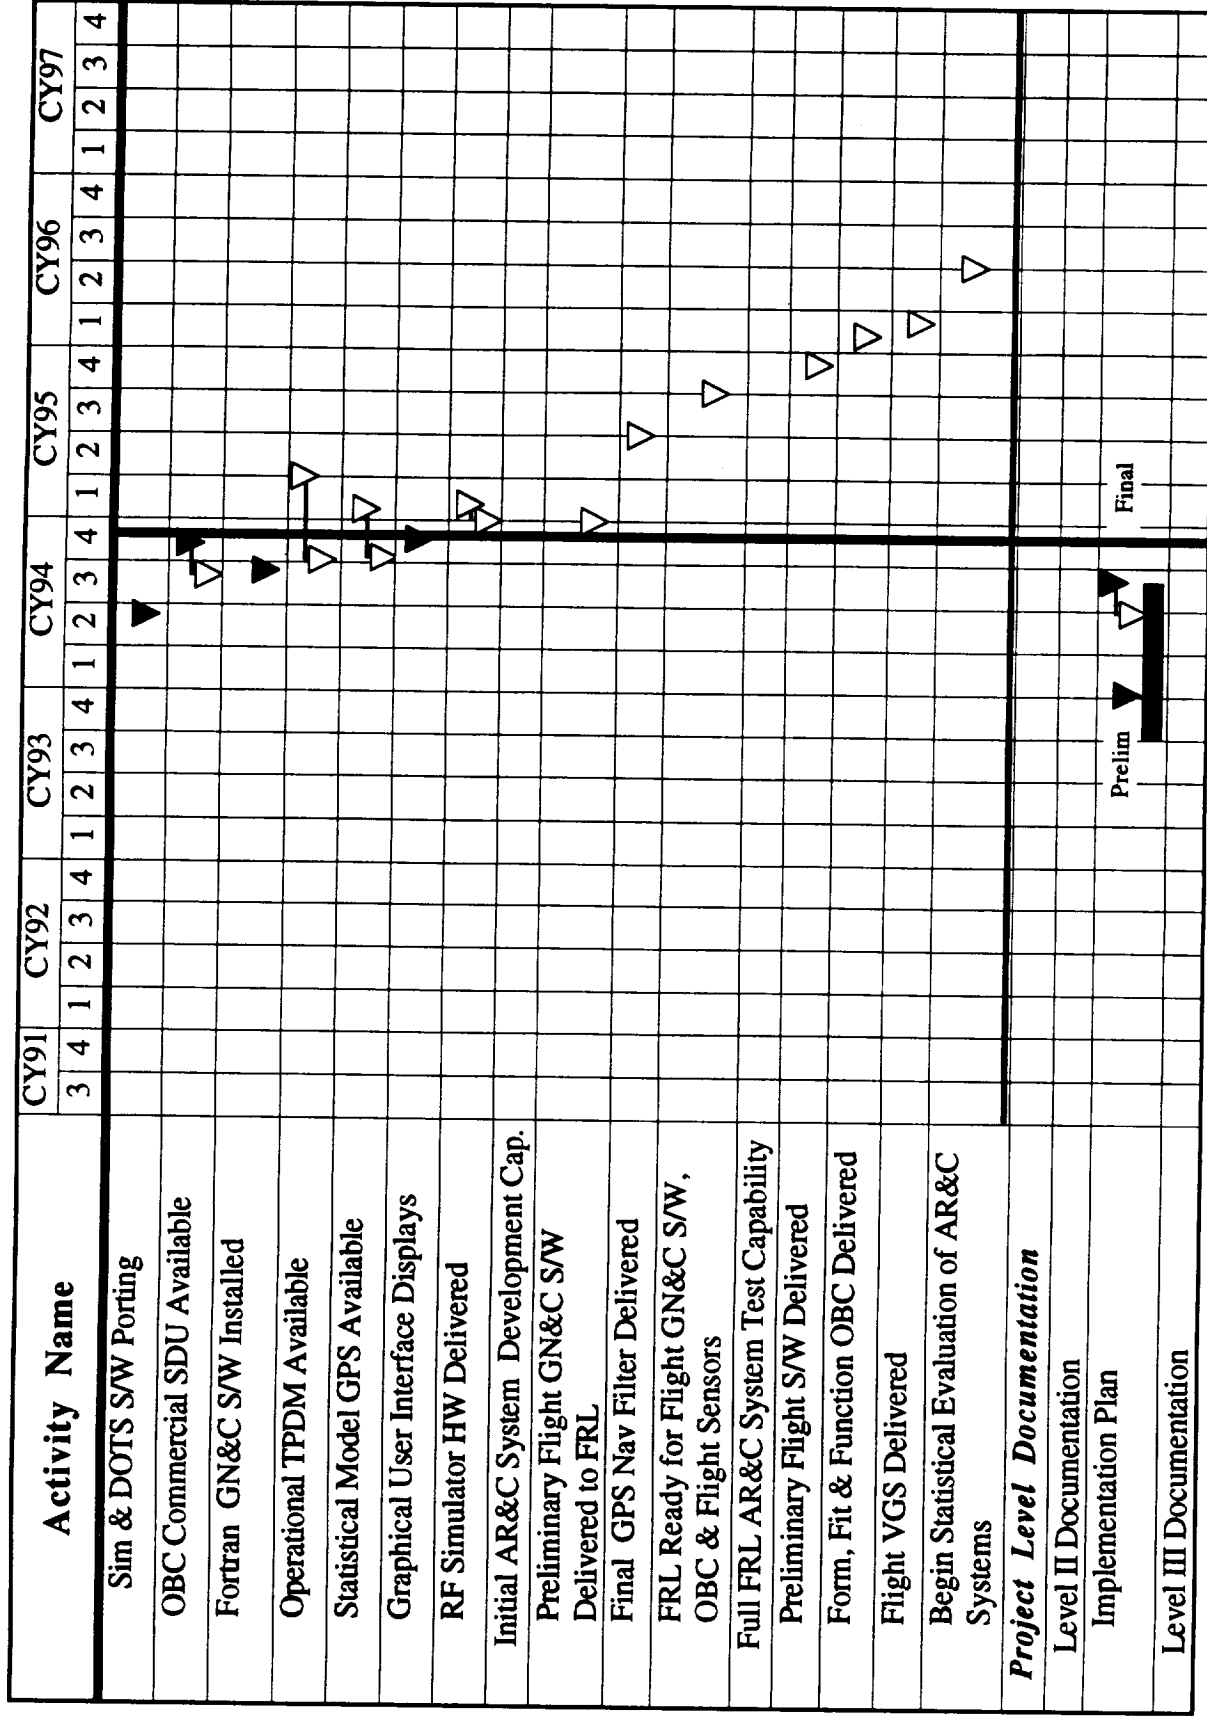 Activity Name
CY91 CY92 CY93 CY94 CY95 CY96 CY97
3 4 1 2 3 4 1 2 3 4 1 2 3 4 1 2 3 4 1 2 3 4 1 2 3 4
Sim & DOTS S/W Porting
OBC Commercial SDU Available
Fortran GN&C S/W Installed
Operational TPDM Available
Statistical Model GPS Available
Graphical User Interface Displays
RF Simulator HW Delivered
Initial AR&C System Development Cap.
Preliminary Flight GN&C S/W
Delivered to FRL
Final GPS Nav Filter Delivered
FRL Ready for Flight GN&C S/W,
OBC & Flight Sensors
Full FRL AR&C System Test Capability
Preliminary Flight S/W Delivered
Form, Fit & Function OBC Delivered
Flight VGS Delivered
Begin Statistical Evaluation of AR&C
Systems
Project Level Documentation
Level II Documentation
Implementation Plan
Prelim
Final
Level III Documentation